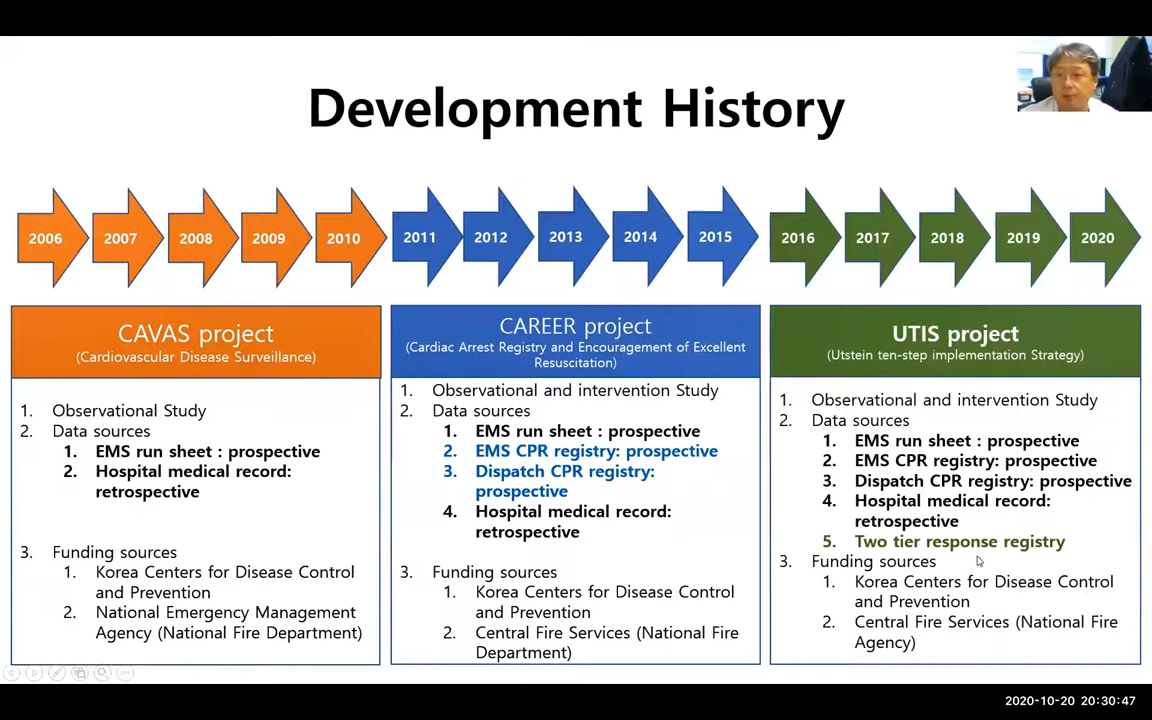 Development History
2006
2007
2008
2009
2010
2011
2012
2013
2014
2015
2016
2017
2018
2019
2020
CAVAS project
(Cardiovascular Disease Surveillance)
1. Observational Study
2. Data sources
1. EMS run sheet : prospective
2. Hospital medical record:
retrospective
3. Funding sources
1. Korea Centers for Disease Control
and Prevention
2. National Emergency Management
Agency (National Fire Department)
CAREER project
(Cardiac Arrest Registry and Encouragement of Excellent
Resuscitation)
1. Observational and intervention Study
2. Data sources
1. EMS run sheet : prospective
2. EMS CPR registry: prospective
3. Dispatch CPR registry:
prospective
4. Hospital medical record:
retrospective
3. Funding sources
1. Korea Centers for Disease Control
and Prevention
2. Central Fire Services (National Fire
Department)
UTIS project
(Utstein ten-step implementation Strategy)
1. Observational and intervention Study
2. Data sources
1. EMS run sheet : prospective
2. EMS CPR registry: prospective
3. Dispatch CPR registry: prospective
4. Hospital medical record:
retrospective
5. Two tier response registry
3. Funding sources
1. Korea Centers for Disease Control
and Prevention
2. Central Fire Services (National Fire
Agency)
2020-10-20 20:30:47